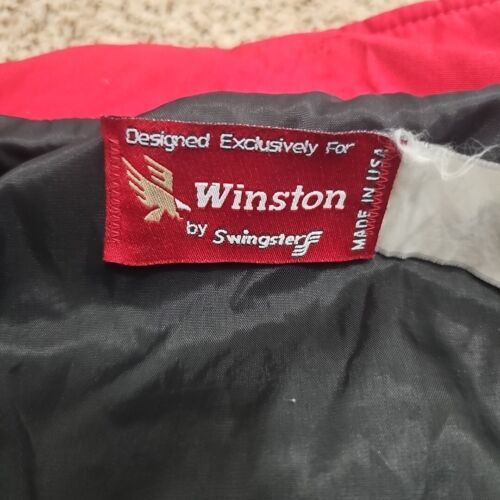 Designed Exclusively For
Winston
by Swingster
MADE IN USA